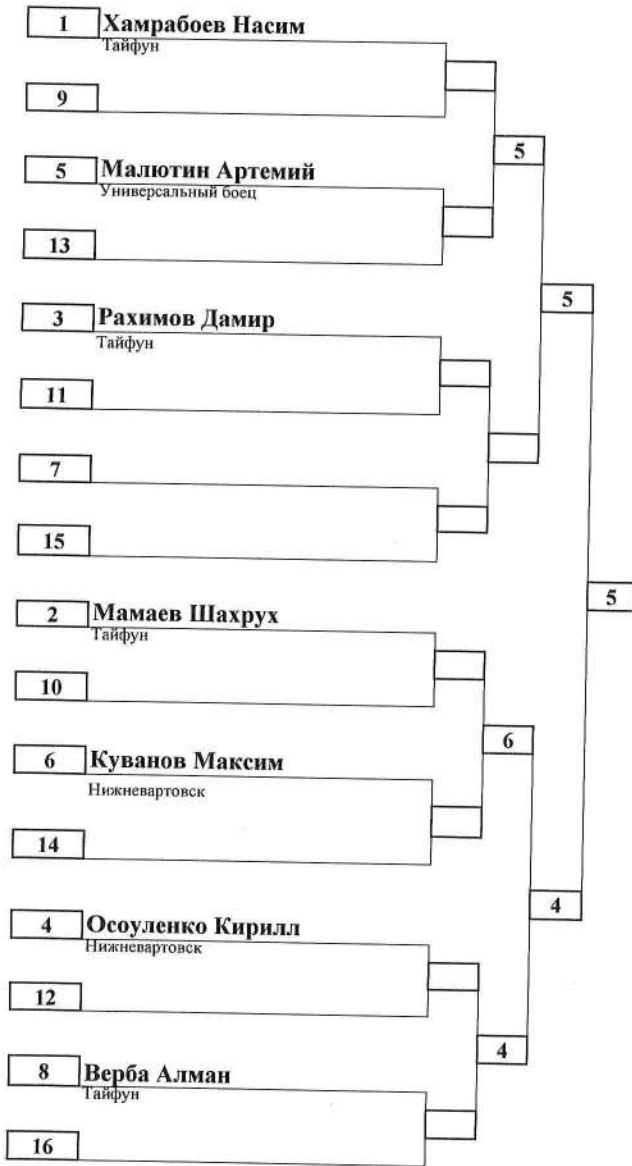 1 Хамрабоев Насим
Тайфун
9
5
5 Малютин Артемий
Универсальный боец
13
5
3 Рахимов Дамир
Тайфун
11
7
15
5
2 Мамаев Шахрух
Тайфун
10
6
6 Куванов Максим
Нижневартовск
14
4
4 Осоуленко Кирилл
Нижневартовск
12
4
8 Верба Алман
Тайфун
16